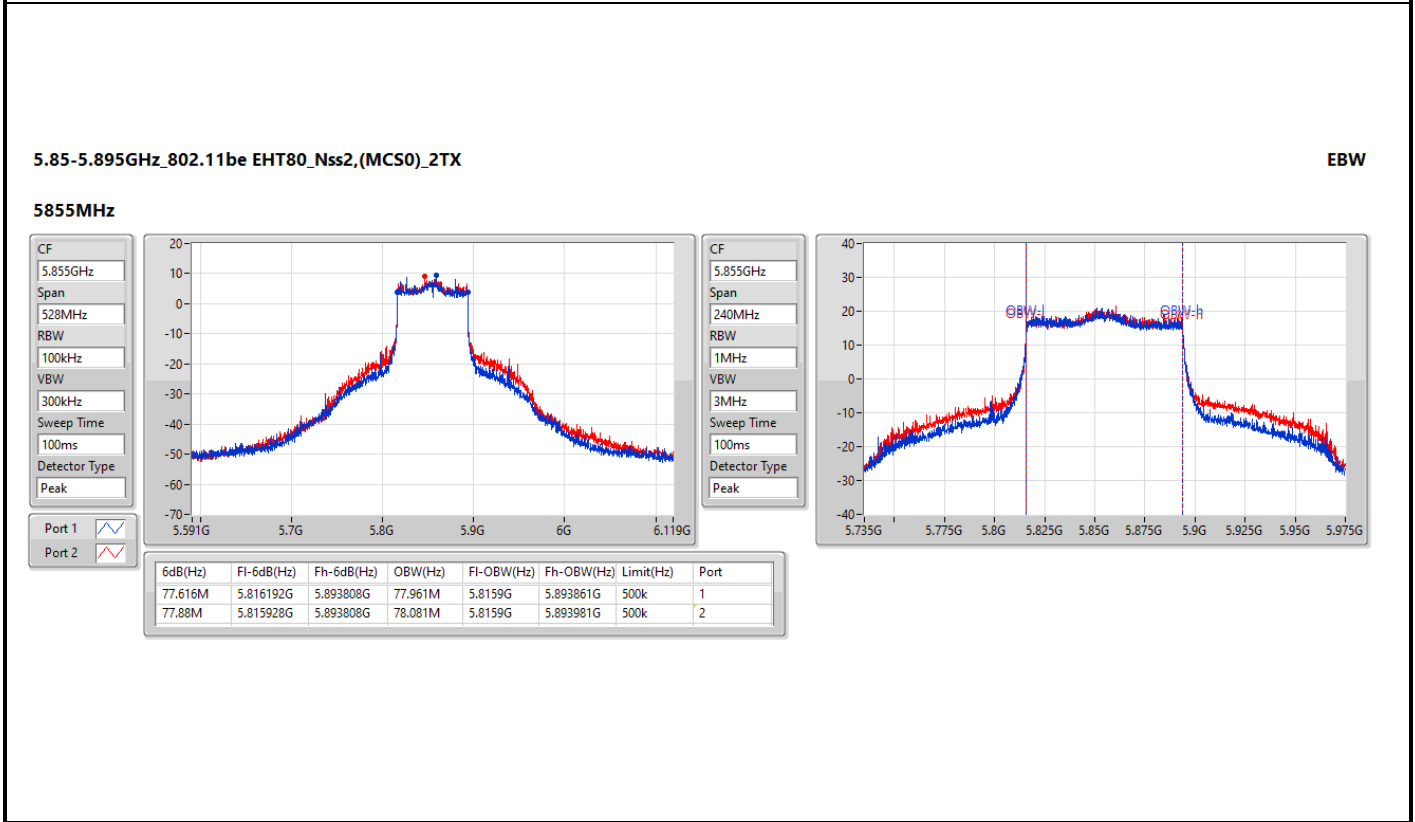 5.85-5.895GHz_802.11be EHT80_Nss2,(MCS0)_2TX EBW
5855MHz
CF
5.855GHz
Span
528MHz
RBW
100kHz
VBW
300kHz
Sweep Time
100ms
Detector Type
Peak
Port 1
Port 2
20
10
0
-10
-20
-30
-40
-50
-60
-70
5.591G 5.7G 5.8G 5.9G 6G 6.119G
CF
5.855GHz
Span
240MHz
RBW
1MHz
VBW
3MHz
Sweep Time
100ms
Detector Type
Peak
40
30
20
10
0
-10
-20
-30
-40
OBW-l OBW-h
5.735G 5.775G 5.8G 5.825G 5.85G 5.875G 5.9G 5.925G 5.95G 5.975G
6dB(Hz) Fl-6dB(Hz) Fh-6dB(Hz) OBW(Hz) Fl-OBW(Hz) Fh-OBW(Hz) Limit(Hz) Port
77.616M 5.816192G 5.893808G 77.961M 5.8159G 5.893861G 500k 1
77.88M 5.815928G 5.893808G 78.081M 5.8159G 5.893981G 500k 2